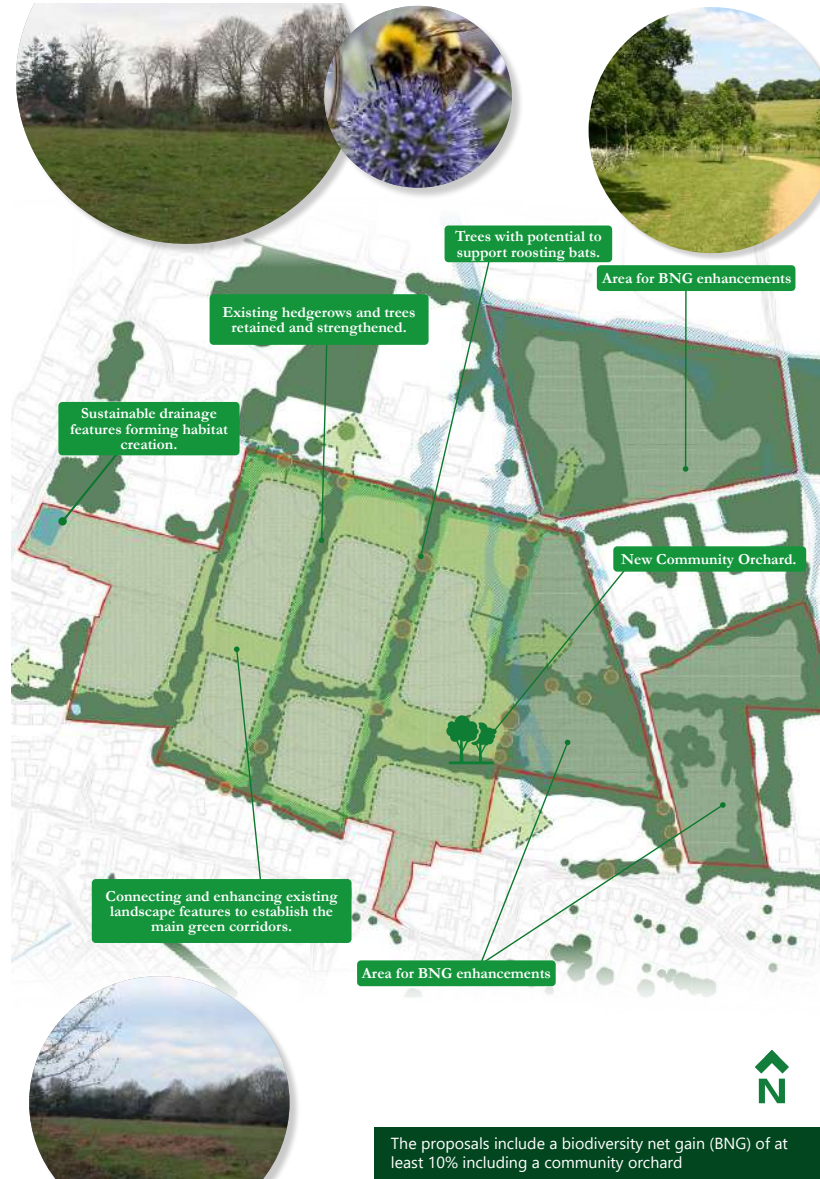 Trees with potential to
support roosting bats.
Area for BNG enhancements
Existing hedgerows and trees
retained and strengthened.
Sustainable drainage
features forming habitat
creation.
New Community Orchard.
Connecting and enhancing existing
landscape features to establish the
main green corridors.
Area for BNG enhancements
N
The proposals include a biodiversity net gain (BNG) of at
least 10% including a community orchard